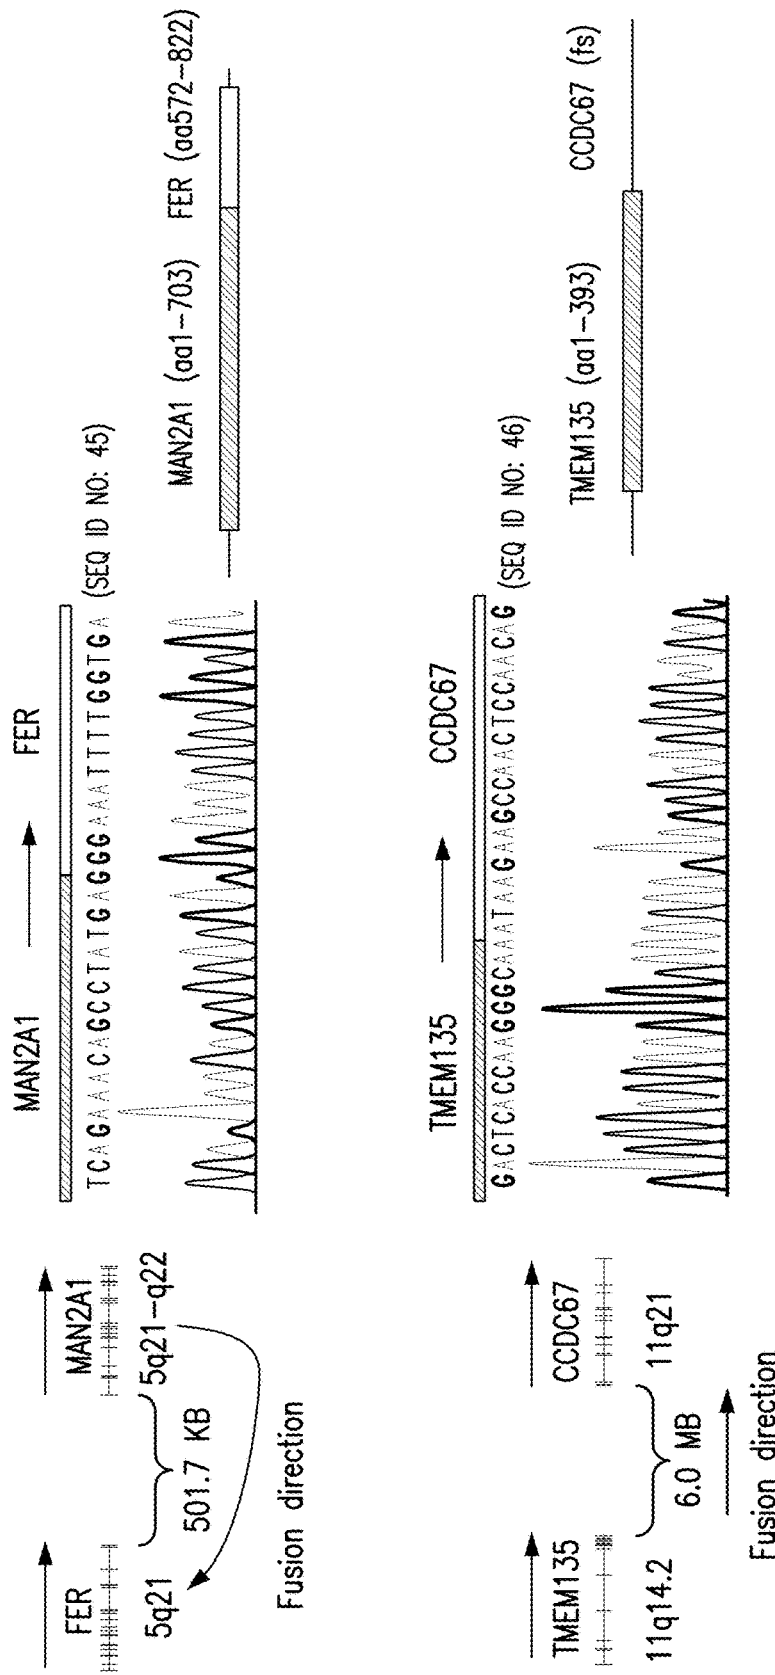 FER
MAN2A1
5q21
5q21-q22
501.7 KB
Fusion direction
MAN2A1
FER
TCAGAAACAGCCTATGAGGGAAATTTTGGTGA
(SEQ ID NO: 45)
MAN2A1 (aa1-703)
FER (aa572-822)
TMEM135
CCDC67
11q14.2
11q21
6.0 MB
Fusion direction
TMEM135
CCDC67
GACTCACCAAGGGCAAATAAGAAGCCAACTCCAACAG
(SEQ ID NO: 46)
TMEM135 (aa1-393)
CCDC67 (fs)